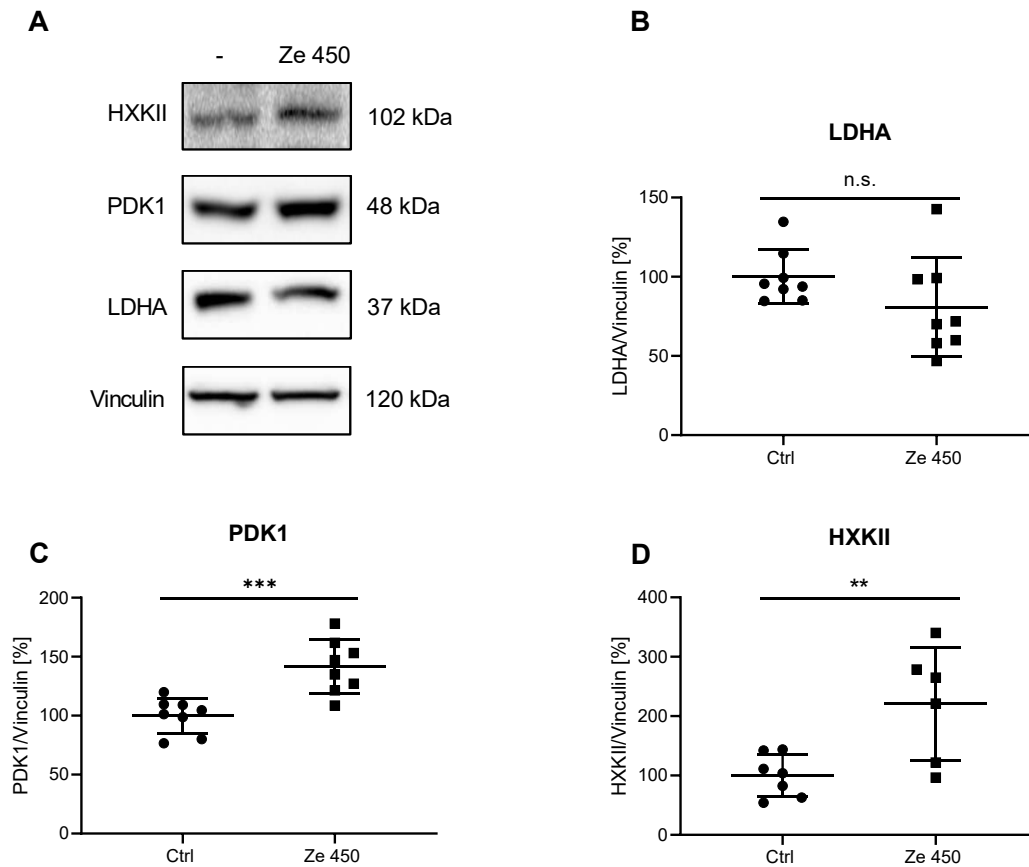 A
- Ze 450
HXKII 102 kDa
PDK1 48 kDa
LDHA 37 kDa
Vinculin 120 kDa
B
LDHA
n.s.
LDHA/Vinculin [%]
150
100
50
0
Ctrl Ze 450
C
PDK1
***
PDK1/Vinculin [%]
200
150
100
50
0
Ctrl Ze 450
D
HXKII
**
HXKII/Vinculin [%]
400
300
200
100
0
Ctrl Ze 450